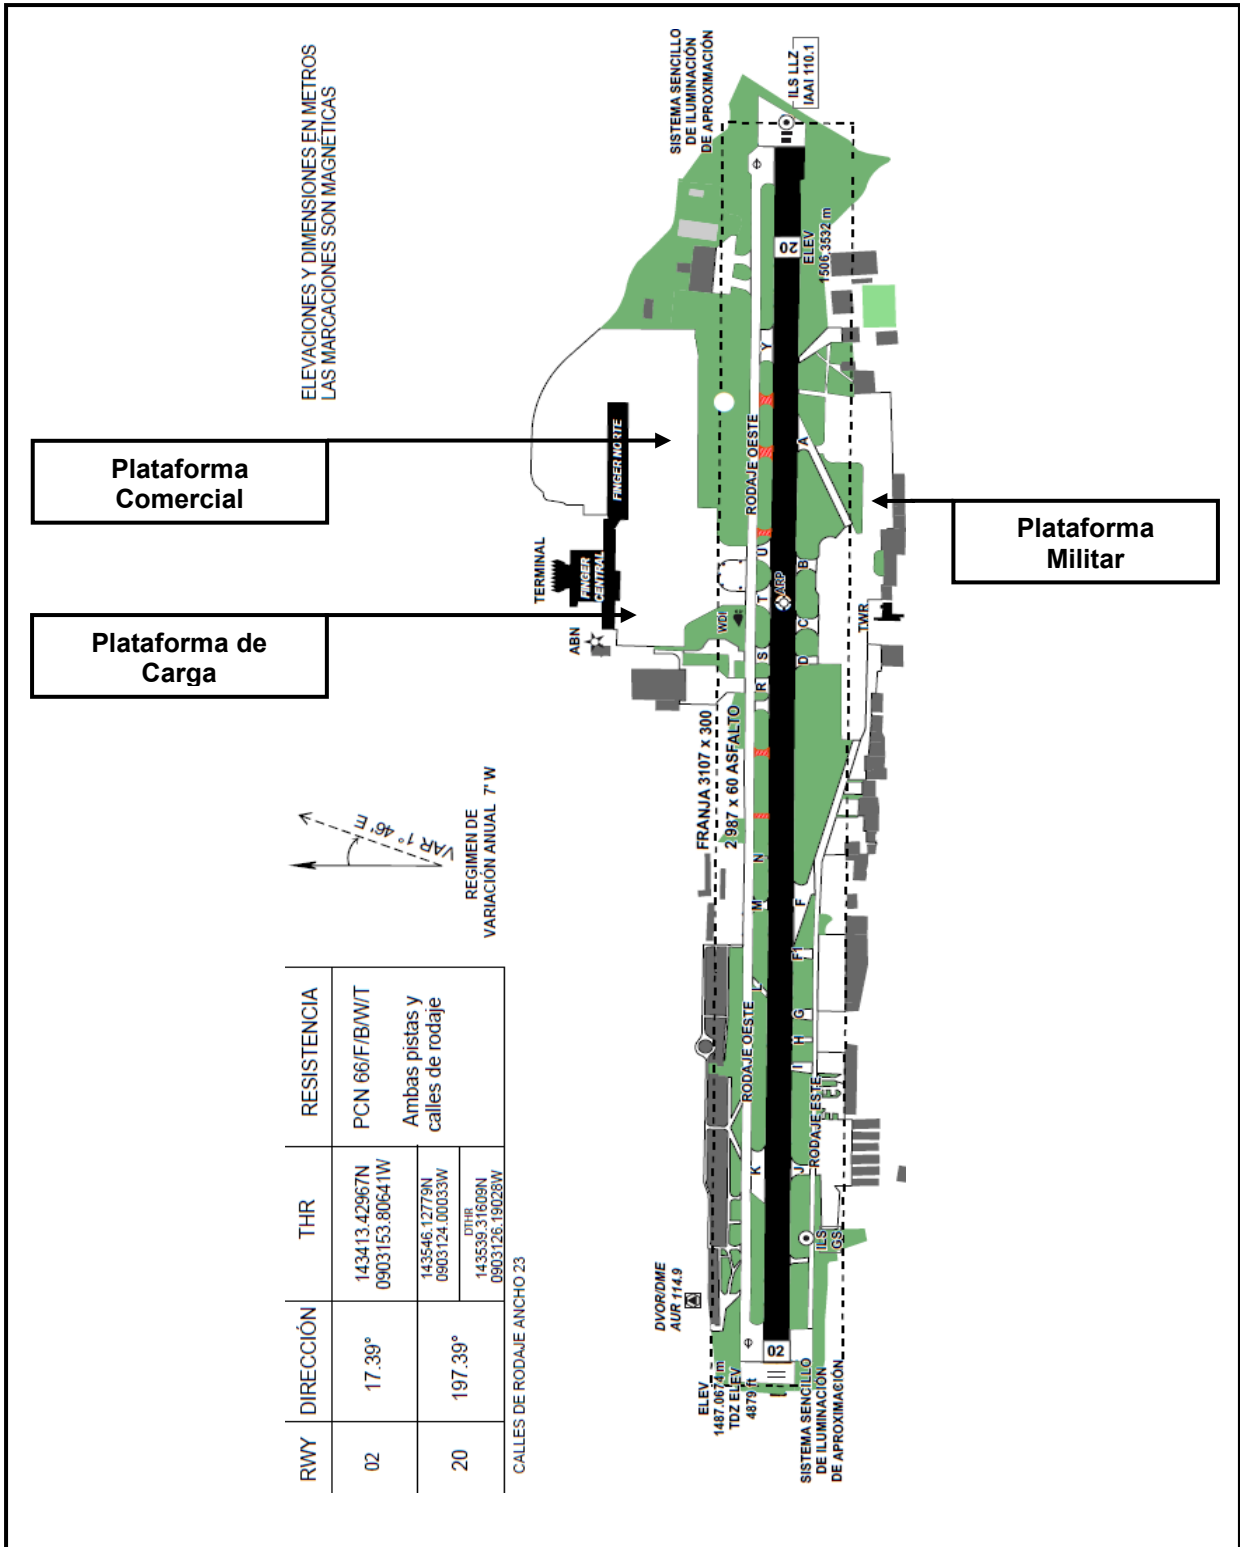 ELEVACIONES Y DIMENSIONES EN METROS
LAS MARCACIONES SON MAGNÉTICAS
SISTEMA SENCILLO
DE ILUMINACIÓN
DE APROXIMACIÓN
ILS LLZ
IAAI 110.1
20
ELEV
1506.3532 m
Y
RODAJE OESTE
A
FINGER NORTE
Plataforma
Comercial
Plataforma
Militar
TERMINAL
FINGER
CENTRAL
U
B
T
ARP
WDI
C
TWR
ABN
S
D
Plataforma de
Carga
R
FRANJA 3107 x 300
2 987 x 60 ASFALTO
VAR 1° 46' E
REGIMEN DE
VARIACIÓN ANUAL 7' W
N
M
F
F1
L
G
H
I
RODAJE OESTE
RODAJE ESTE
K
J
ILS
GS
DVOR/DME
AUR 114.9
02
ELEV
1487.0674 m
TDZ ELEV
4879 ft
SISTEMA SENCILLO
DE ILUMINACIÓN
DE APROXIMACIÓN
RWY DIRECCIÓN THR RESISTENCIA
02 17.39° 143413.42967N
0903153.80641W
PCN 66/F/B/W/T
20 197.39° 143546.12779N
0903124.00033W
DTHR
143539.31609N
0903126.19028W
Ambas pistas y
calles de rodaje
CALLES DE RODAJE ANCHO 23